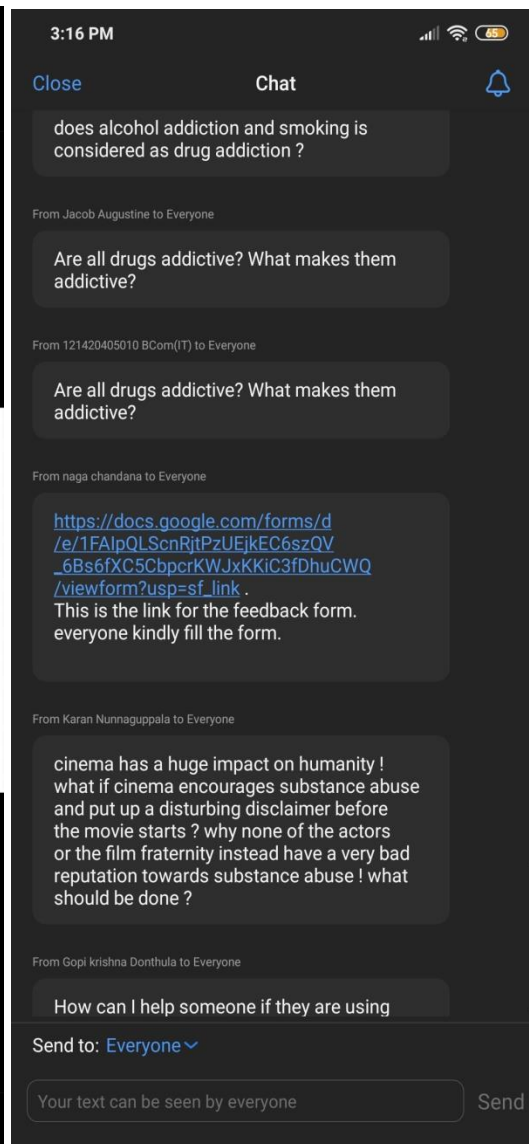 3:16 PM
65
Close
Chat
does alcohol addiction and smoking is
considered as drug addiction ?
From Jacob Augustine to Everyone
Are all drugs addictive? What makes them
addictive?
From 121420405010 BCom(IT) to Everyone
Are all drugs addictive? What makes them
addictive?
From naga chandana to Everyone
https://docs.google.com/forms/d
/e/1FAIpQLScnRjtPzUEjkEC6szQV
_6Bs6fXC5CbpcrKWJxKKiC3fDhuCWQ
/viewform?usp=sf_link .
This is the link for the feedback form.
everyone kindly fill the form.
From Karan Nunnaguppala to Everyone
cinema has a huge impact on humanity !
what if cinema encourages substance abuse
and put up a disturbing disclaimer before
the movie starts ? why none of the actors
or the film fraternity instead have a very bad
reputation towards substance abuse ! what
should be done ?
From Gopi krishna Donthula to Everyone
How can I help someone if they are using
Send to: Everyone
Your text can be seen by everyone
Send